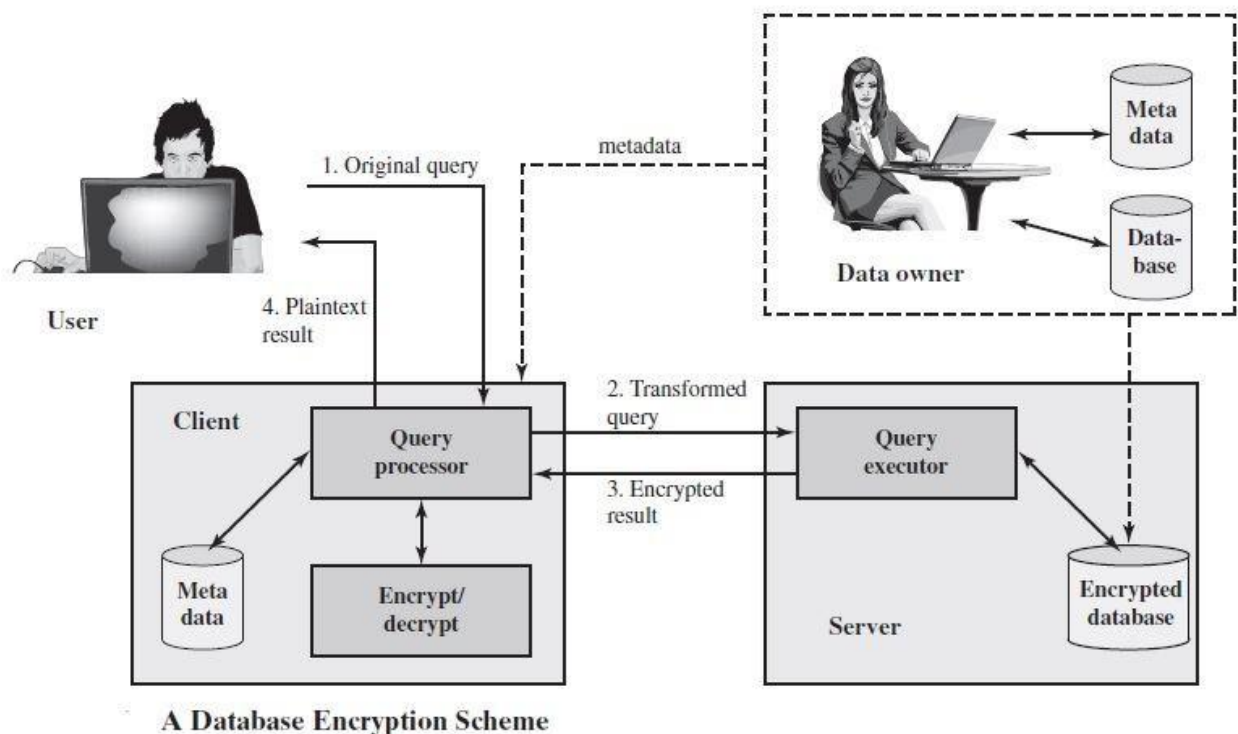 metadata
Meta
data
1. Original query
Data-
base
Data owner
User
4. Plaintext
result
2. Transformed
query
Client
Query
processor
Query
executor
3. Encrypted
result
Meta
data
Encrypt/
decrypt
Encrypted
database
Server
A Database Encryption Scheme